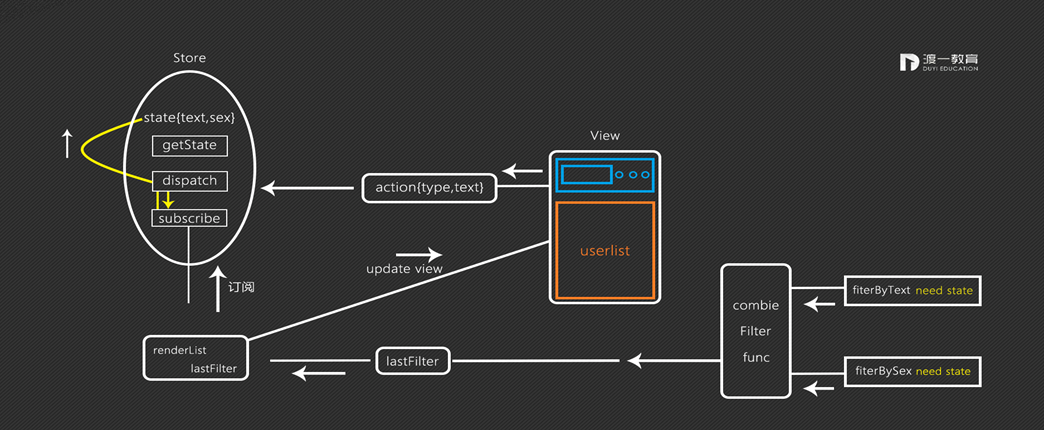 Store
渡一教育
DUYI EDUCATION
state{text,sex}
getState
dispatch
subscribe
action{type,text}
View
userlist
update view
订阅
renderList
lastFilter
lastFilter
combie
Filter
func
fiterByText need state
fiterBySex need state